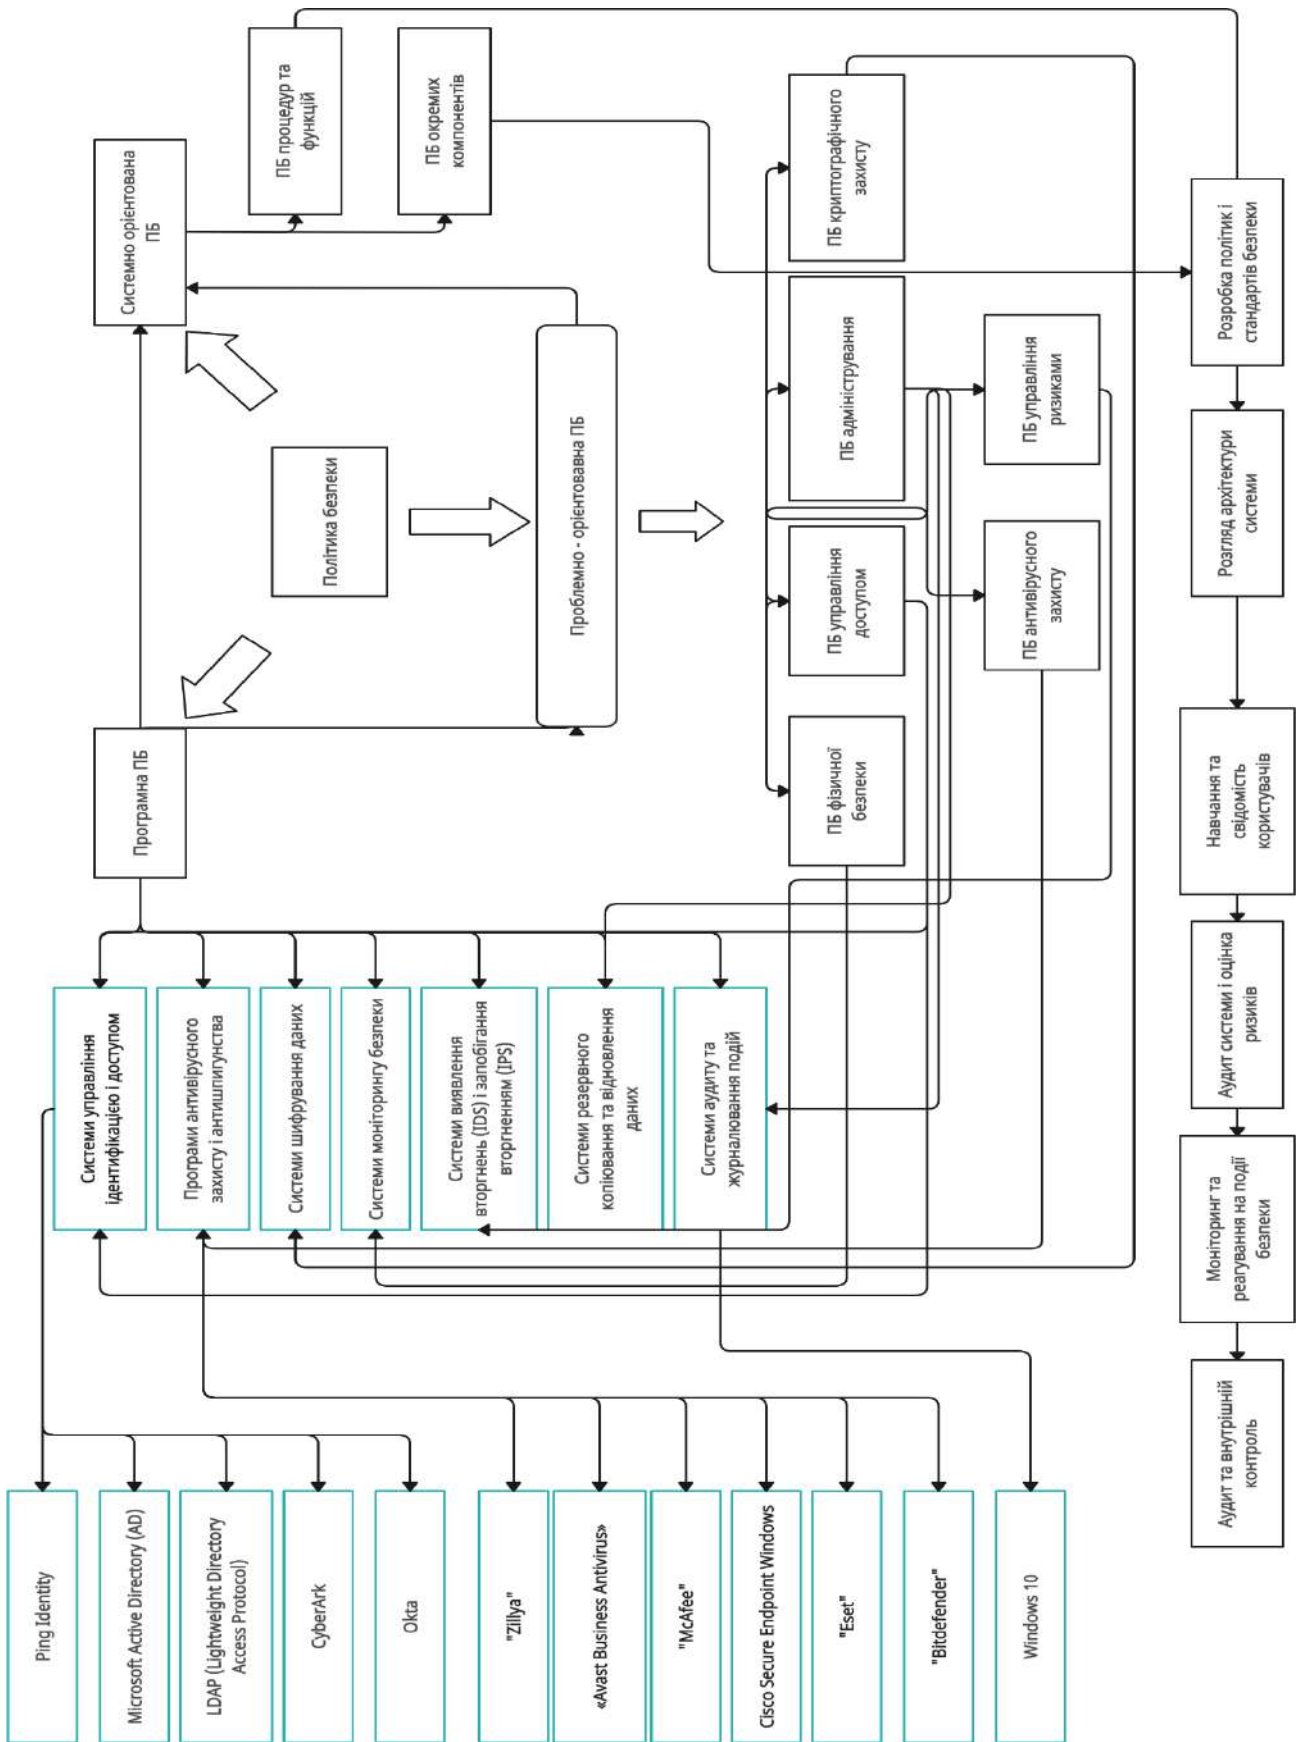 Ping Identity
Microsoft Active Directory (AD)
LDAP (Lightweight Directory
Access Protocol)
CyberArk
Okta
"Zillya"
«Avast Business Antivirus»
"McAfee"
Cisco Secure Endpoint Windows
"Eset"
"Bitdefender"
Windows 10
Системи управління
ідентифікацією і доступом
Програми антивірусного
захисту і антишпигунства
Системи шифрування даних
Системи моніторингу безпеки
Системи виявлення
вторгнень (IDS) і запобігання
вторгненням (IPS)
Системи резервного
копіювання та відновлення
даних
Системи аудиту та
журналювання подій
Програмна ПБ
Політика безпеки
Проблемно - орієнтовавна ПБ
Системно орієнтована
ПБ
ПБ процедур та
функцій
ПБ окремих
компонентів
ПБ фізичної
безпеки
ПБ управління
доступом
ПБ адміністрування
ПБ криптографічного
захисту
ПБ антивірусного
захисту
ПБ управління
ризиками
Аудит та внутрішній
контроль
Моніторинг та
реагування на події
безпеки
Аудит системи і оцінка
ризиків
Навчання та
свідомість
користувачів
Розгляд архітектури
системи
Розробка політик і
стандартів безпеки